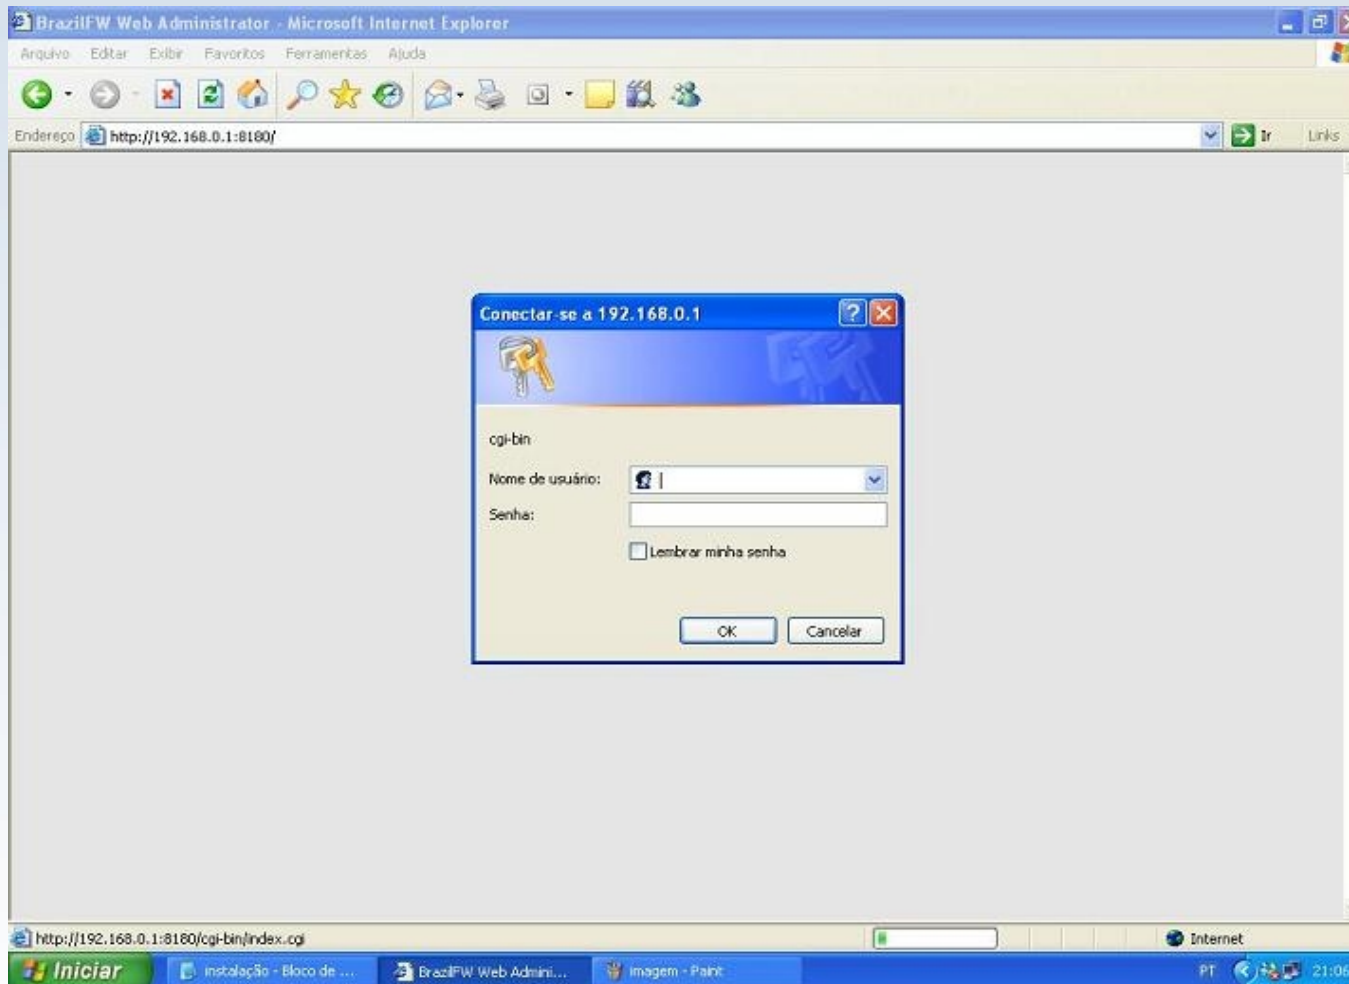 BrazilFW Web Administrator - Microsoft Internet Explorer
Arquivo Editar Exibir Favoritos Ferramentas Ajuda
Endereço http://192.168.0.1:8180/ Ir Links
Conectar-se a 192.168.0.1
cgi-bin
Nome de usuário:
Senha:
Lembrar minha senha
OK Cancelar
http://192.168.0.1:8180/cgi-bin/index.cgi Internet
Iniciar instalação - Bloco de ... BrazilFW Web Admini... imagem - Paint PT 21:06